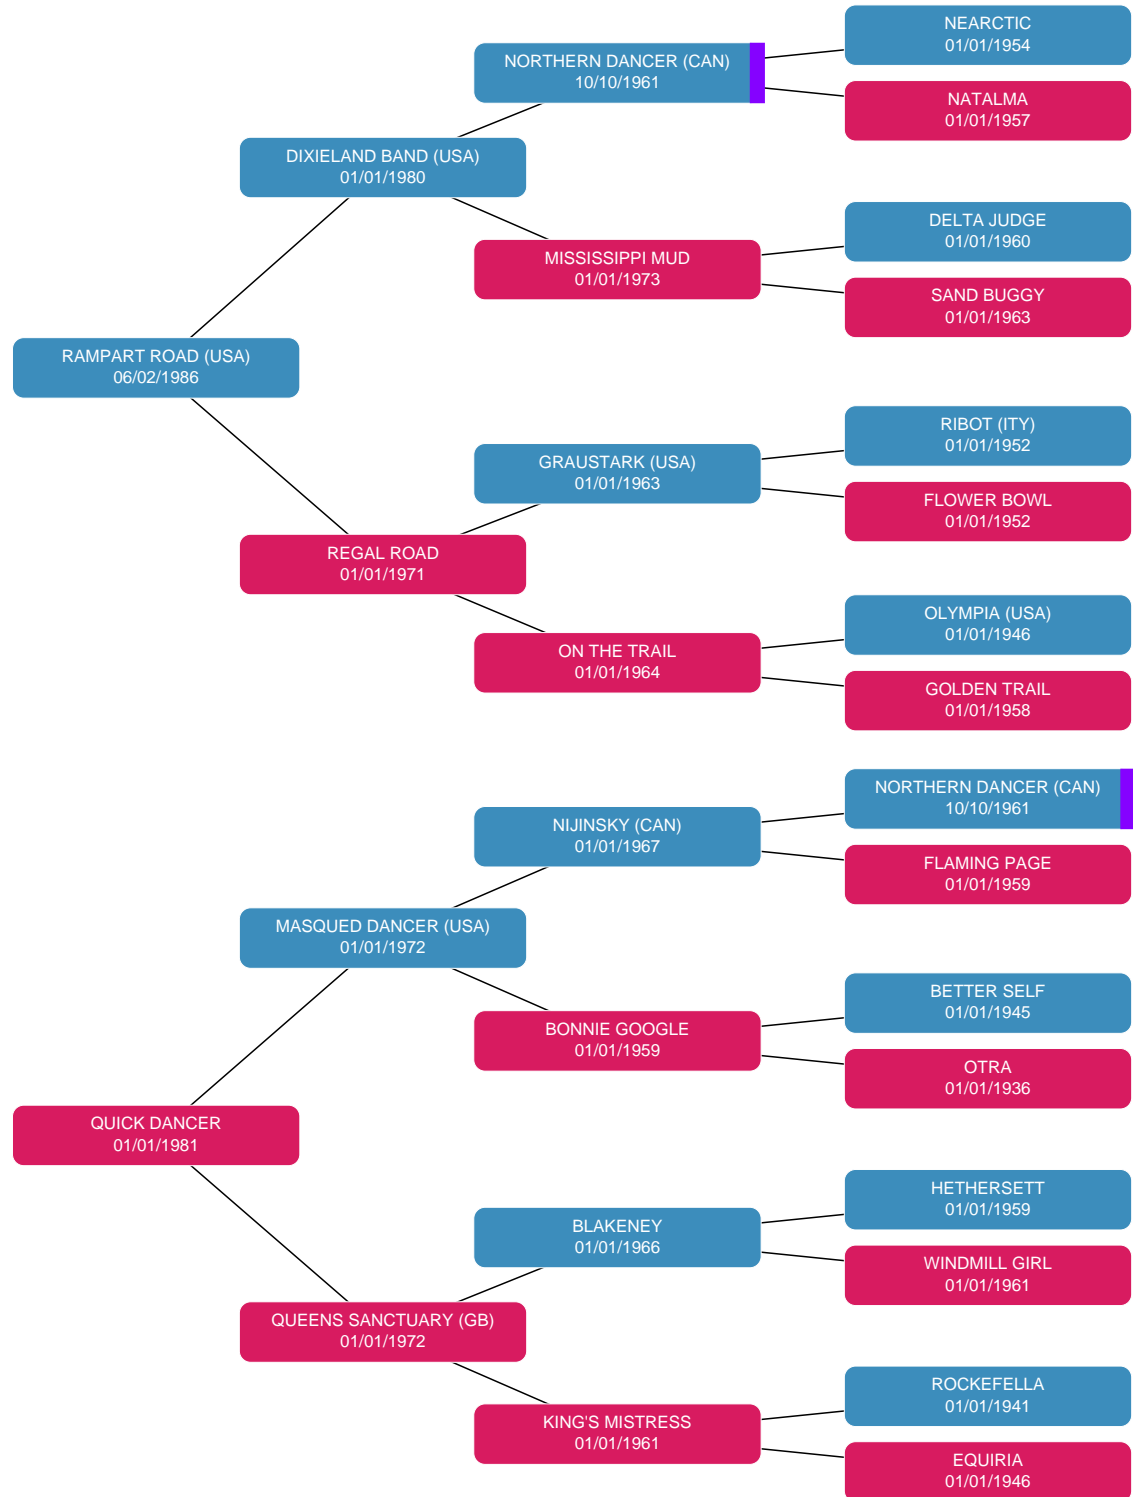 NEARCTIC
01/01/1954
NORTHERN DANCER (CAN)
10/10/1961
NATALMA
01/01/1957
DIXIELAND BAND (USA)
01/01/1980
DELTA JUDGE
01/01/1960
MISSISSIPPI MUD
01/01/1973
SAND BUGGY
01/01/1963
RAMPART ROAD (USA)
06/02/1986
RIBOT (ITY)
01/01/1952
GRAUSTARK (USA)
01/01/1963
FLOWER BOWL
01/01/1952
REGAL ROAD
01/01/1971
OLYMPIA (USA)
01/01/1946
ON THE TRAIL
01/01/1964
GOLDEN TRAIL
01/01/1958
NORTHERN DANCER (CAN)
10/10/1961
NIJINSKY (CAN)
01/01/1967
FLAMING PAGE
01/01/1959
MASQUED DANCER (USA)
01/01/1972
BETTER SELF
01/01/1945
BONNIE GOOGLE
01/01/1959
OTRA
01/01/1936
QUICK DANCER
01/01/1981
HETHERSETT
01/01/1959
BLAKENEY
01/01/1966
WINDMILL GIRL
01/01/1961
QUEENS SANCTUARY (GB)
01/01/1972
ROCKEFELLA
01/01/1941
KING'S MISTRESS
01/01/1961
EQUIRIA
01/01/1946